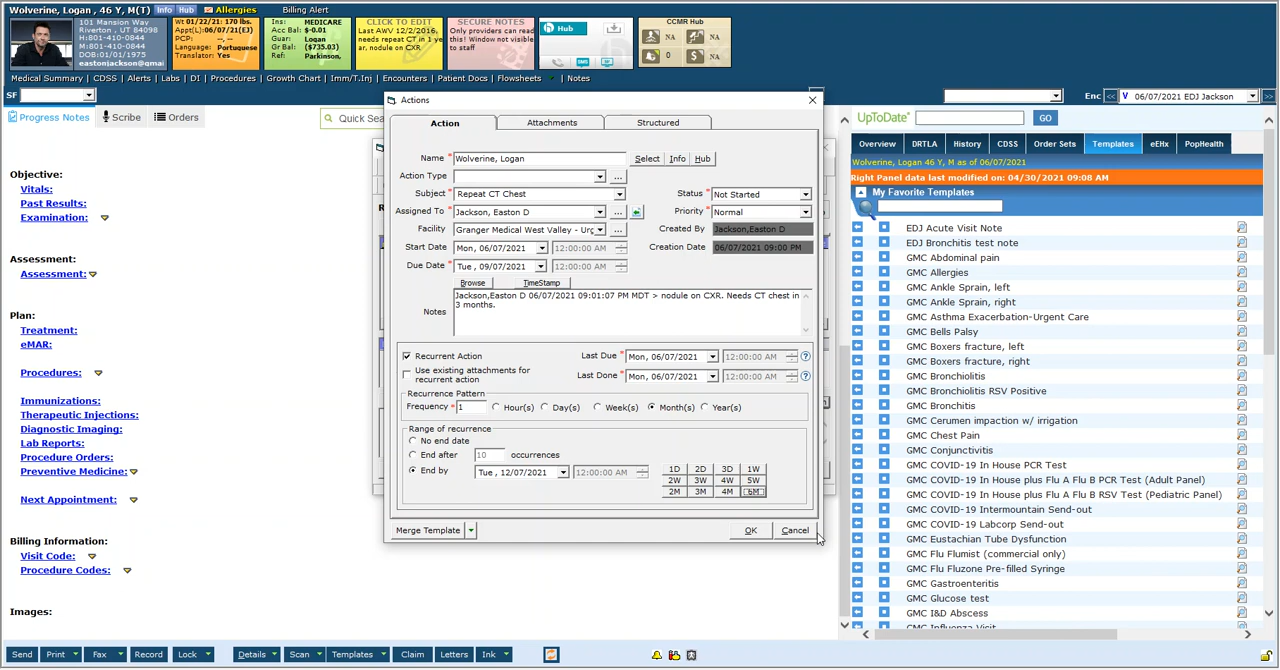 Wolverine, Logan , 46 Y, M(T) Info Hub Allergies Billing Alert
101 Mansion Way
Riverton , UT 84098
H:801-410-0844
M:801-410-0844
DOB:01/01/1975
eastonjackson@gmai
Wt 01/22/21: 170 lbs.
Appt(L):06/07/21(EJ)
PCP: --
Language: Portuguese
Translator: Yes
Ins: MEDICARE
Acc Bal: $-0.01
Guar: Logan
Gr Bal: ($735.03)
Ref: Parkinson,
CLICK TO EDIT
Last AWV 12/2/2016,
needs repeat CT in 1 ye
ar, nodule on CXR.
SECURE NOTES
Only providers can read
this! Window not visible
to staff
h Hub
CCMR Hub
NA NA
0 $ NA
Medical Summary | CDSS | Alerts | Labs | DI | Procedures | Growth Chart | Imm/T.Inj | Encounters | Patient Docs | Flowsheets | Notes
SF
Enc << V 06/07/2021 EDJ Jackson >>
Progress Notes Scribe Orders
Quick Sea
Objective:
Vitals:
Past Results:
Examination:
Assessment:
Assessment:
Plan:
Treatment:
eMAR:
Procedures:
Immunizations:
Therapeutic Injections:
Diagnostic Imaging:
Lab Reports:
Procedure Orders:
Preventive Medicine:
Next Appointment:
Billing Information:
Visit Code:
Procedure Codes:
Images:
Actions
Action Attachments Structured
Name * Wolverine, Logan Select Info Hub
Action Type * ...
Subject * Repeat CT Chest Status * Not Started
Assigned To * Jackson, Easton D ... Priority * Normal
Facility Granger Medical West Valley - Urg ... Created By Jackson,Easton D
Start Date Mon, 06/07/2021 12:00:00 AM Creation Date 06/07/2021 09:00 PM
Due Date * Tue , 09/07/2021 12:00:00 AM
Browse TimeStamp
Notes
Jackson,Easton D 06/07/2021 09:01:07 PM MDT > nodule on CXR. Needs CT chest in
3 months.
Recurrent Action Last Due * Mon, 06/07/2021 12:00:00 AM ?
Use existing attachments for
recurrent action
Last Done * Mon, 06/07/2021 12:00:00 AM ?
Recurrence Pattern
Frequency * 1 Hour(s) Day(s) Week(s) Month(s) Year(s)
Range of recurrence
No end date
End after 10 occurrences
End by Tue, 12/07/2021 12:00:00 AM
1D 2D 3D 1W
2W 3W 4W 5W
2M 3M 4M 6M
Merge Template OK Cancel
UpToDate GO
Overview DRTLA History CDSS Order Sets Templates eEHx PopHealth
Wolverine, Logan 46 Y, M as of 06/07/2021
Right Panel data last modified on: 04/30/2021 09:08 AM
My Favorite Templates
EDJ Acute Visit Note
EDJ Bronchitis test note
GMC Abdominal pain
GMC Allergies
GMC Ankle Sprain, left
GMC Ankle Sprain, right
GMC Asthma Exacerbation-Urgent Care
GMC Bells Palsy
GMC Boxers fracture, left
GMC Boxers fracture, right
GMC Bronchiolitis
GMC Bronchiolitis RSV Positive
GMC Bronchitis
GMC Cerumen impaction w/ irrigation
GMC Chest Pain
GMC Conjunctivitis
GMC COVID-19 In House PCR Test
GMC COVID-19 In House plus Flu A Flu B PCR Test (Adult Panel)
GMC COVID-19 In House plus Flu A Flu B RSV Test (Pediatric Panel)
GMC COVID-19 Intermountain Send-out
GMC COVID-19 Labcorp Send-out
GMC Eustachian Tube Dysfunction
GMC Flu Flumist (commercial only)
GMC Flu Fluzone Pre-filled Syringe
GMC Gastroenteritis
GMC Glucose test
GMC I&D Abscess
GMC Influenza Visit
Send Print Fax Record Lock Details Scan Templates Claim Letters Ink